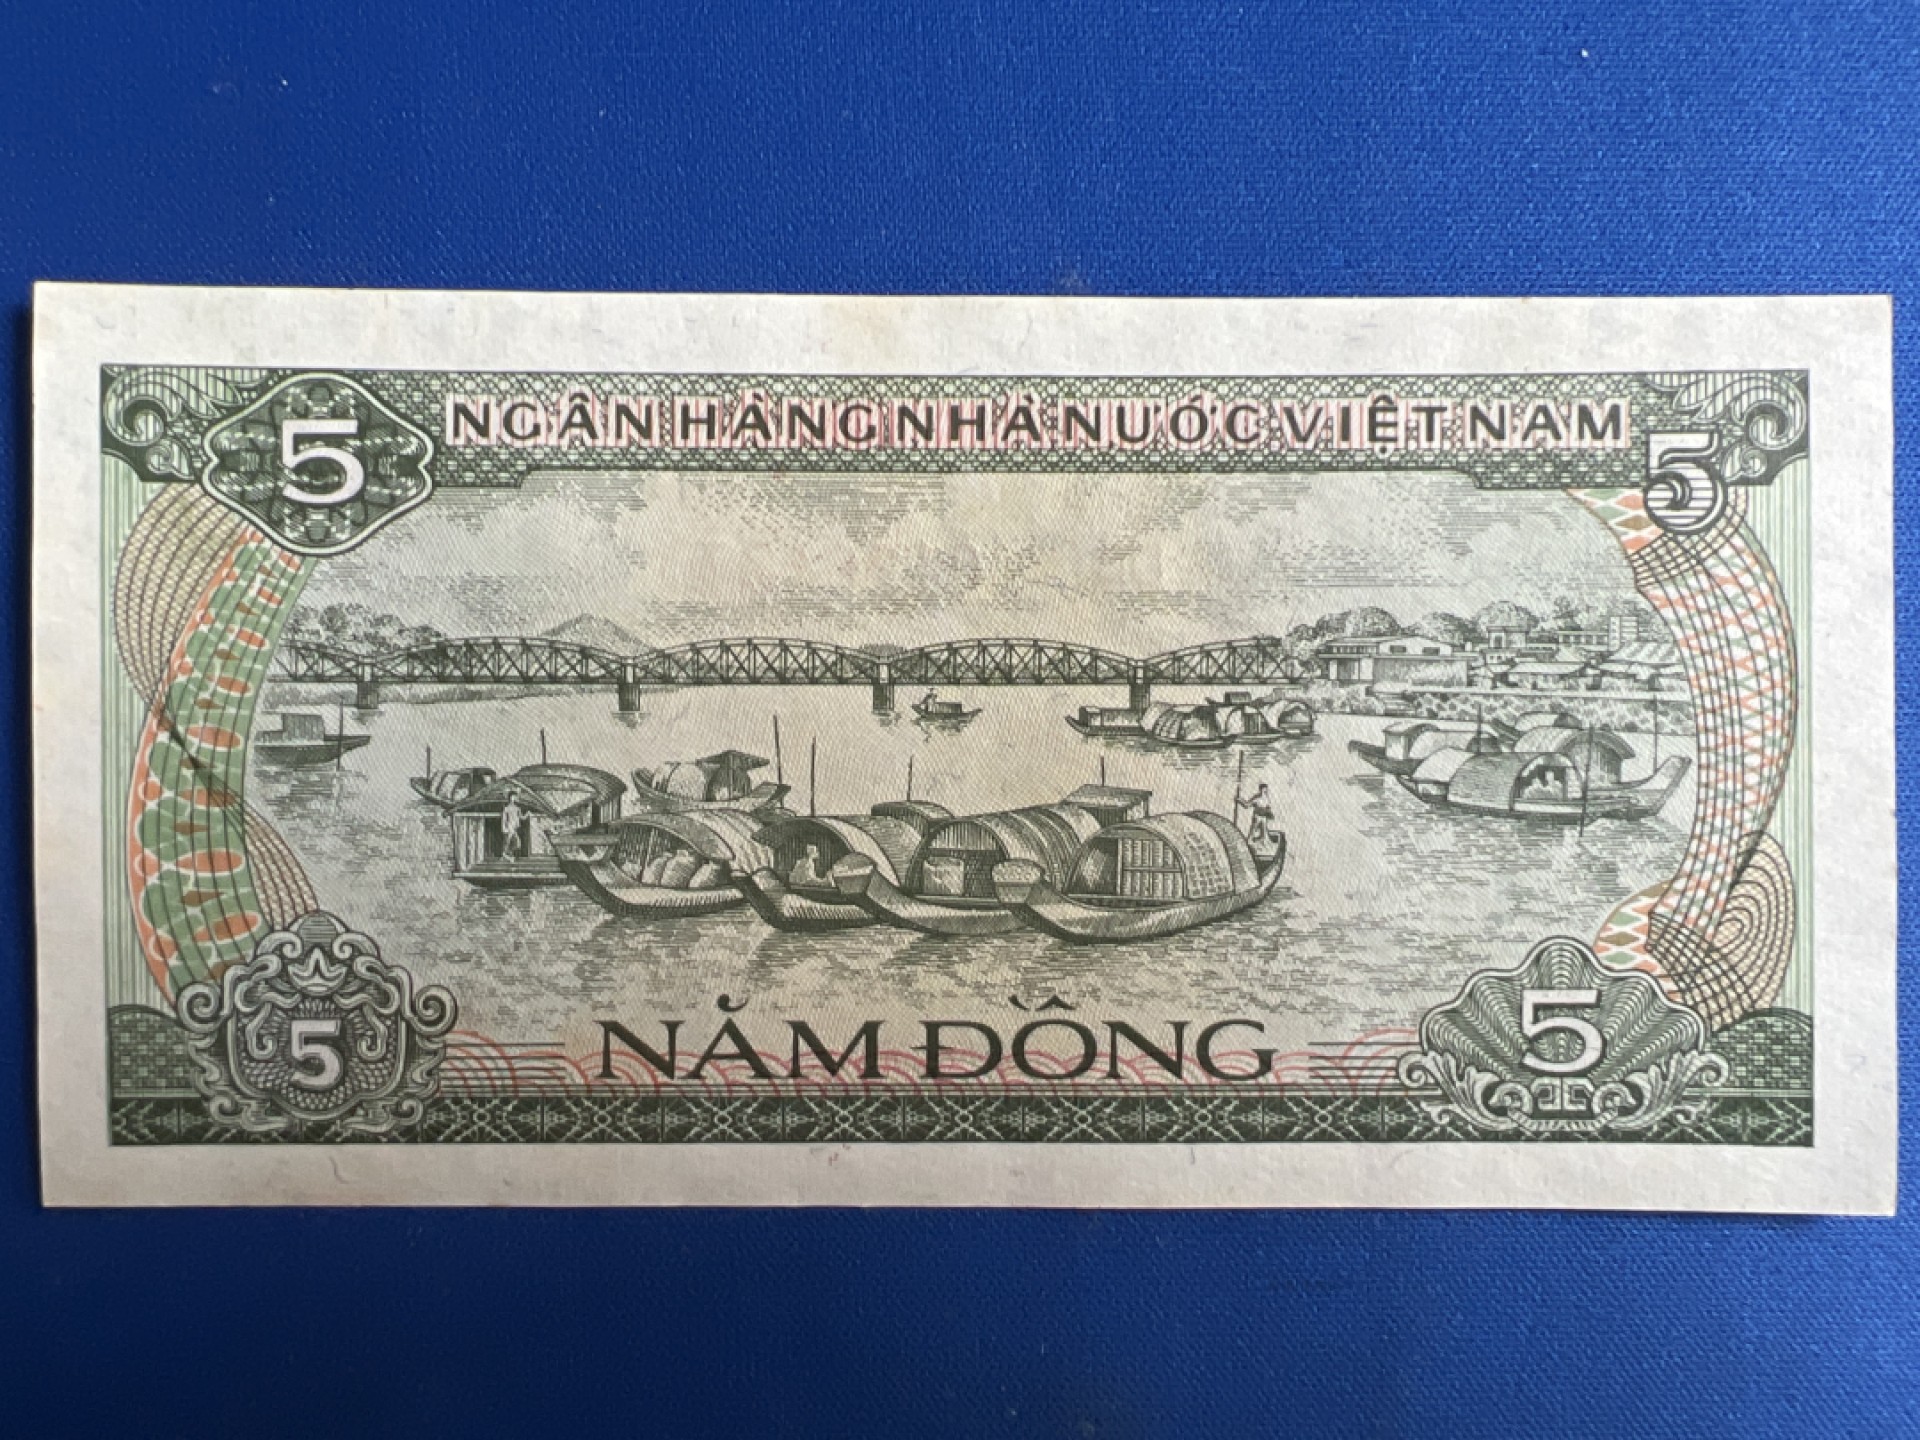 5 NGÂN HÀNG NHÀ NƯỚC VIỆT NAM 5
5 NĂM ĐỒNG 5